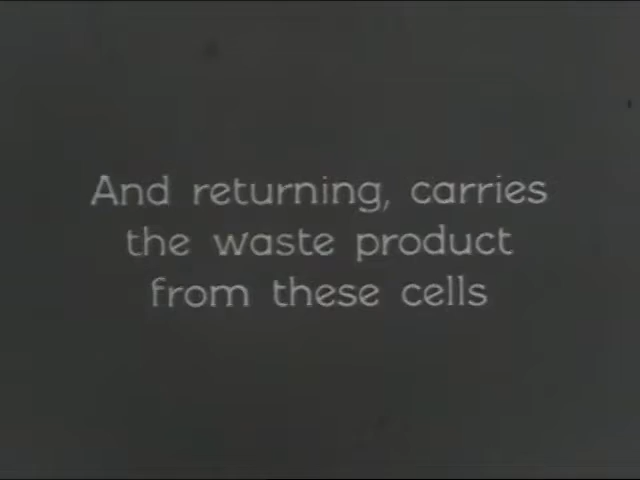 And returning, carries
the waste product
from these cells